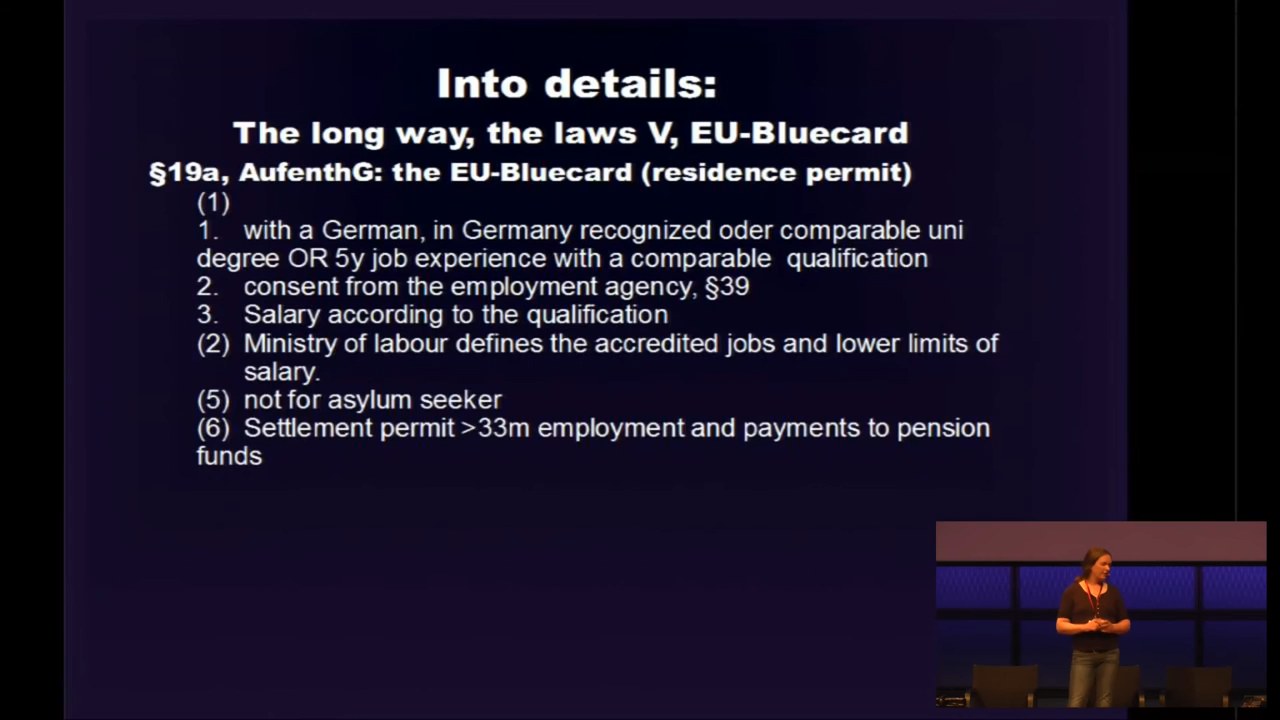 Into details:
The long way, the laws V, EU-Bluecard
§19a, AufenthG: the EU-Bluecard (residence permit)
(1)
1. with a German, in Germany recognized oder comparable uni
degree OR 5y job experience with a comparable qualification
2. consent from the employment agency, §39
3. Salary according to the qualification
(2) Ministry of labour defines the accredited jobs and lower limits of
salary.
(5) not for asylum seeker
(6) Settlement permit >33m employment and payments to pension
funds